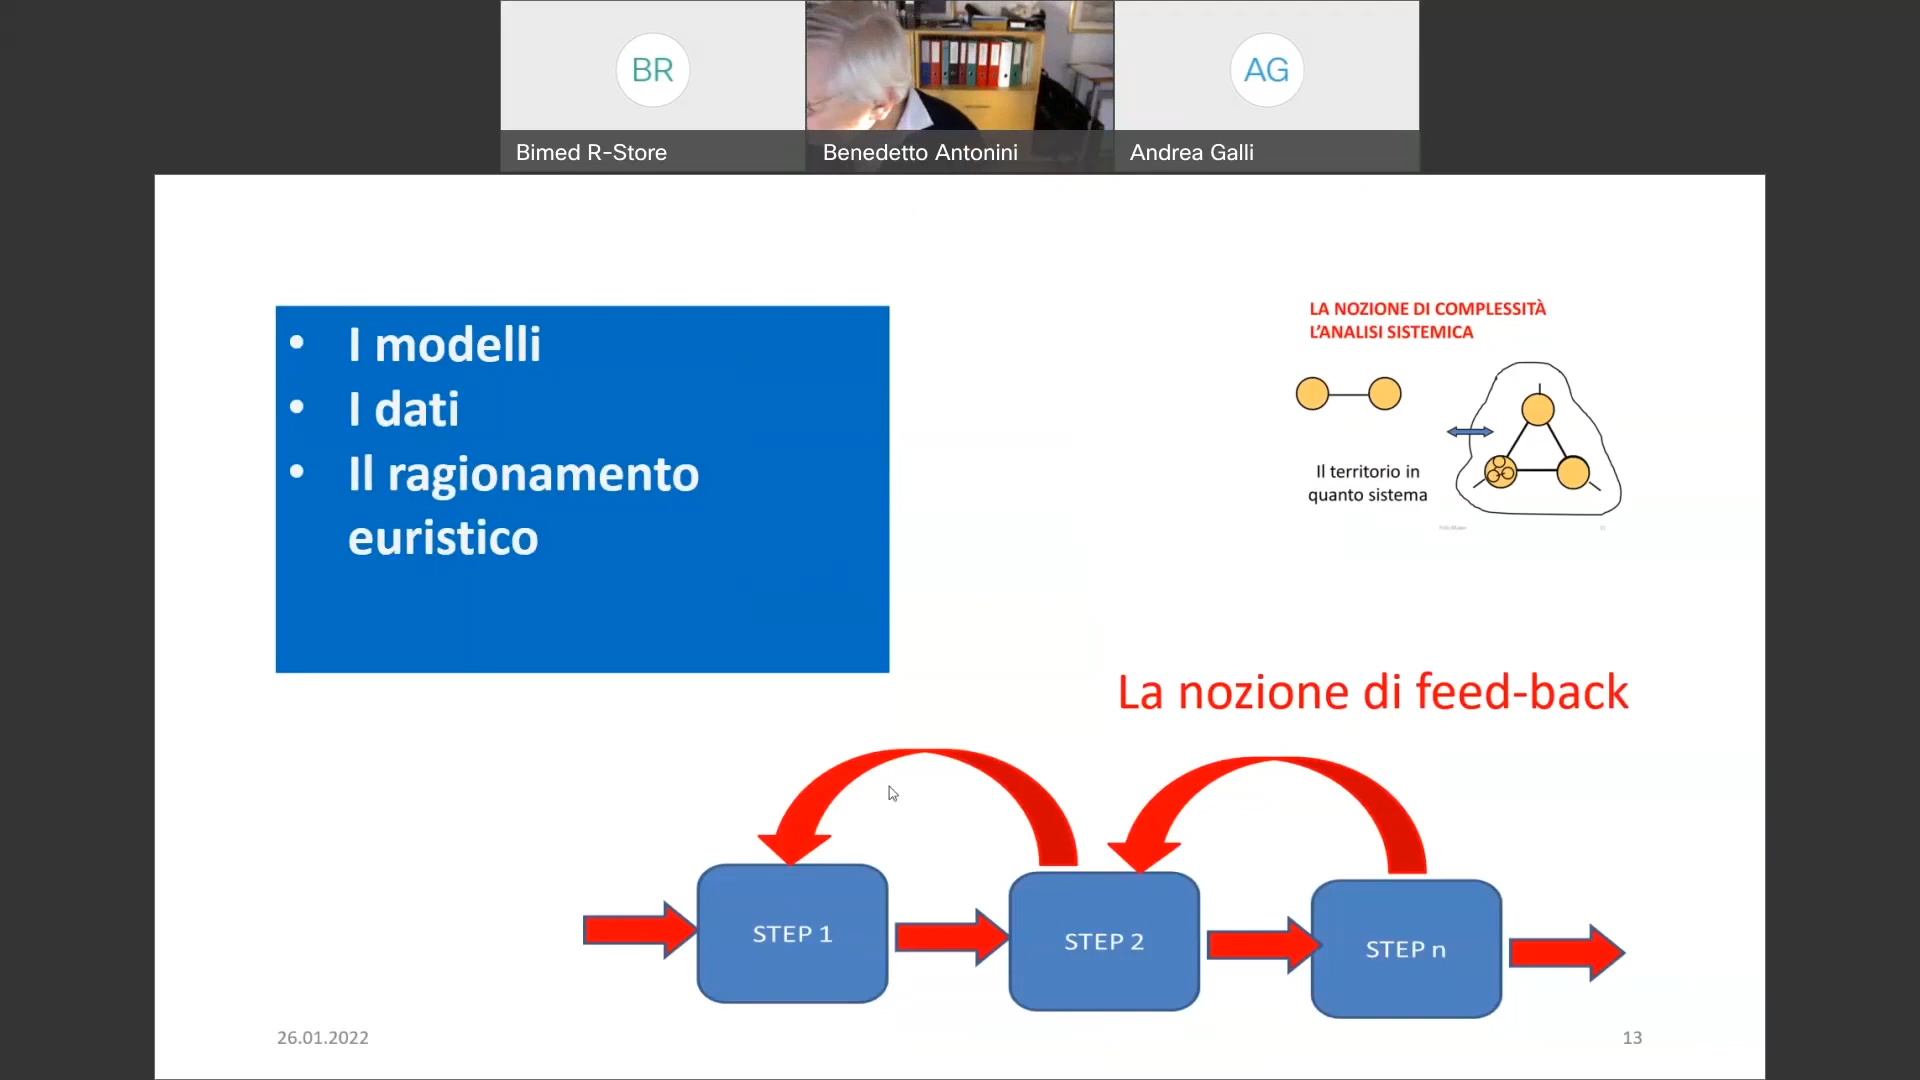 BR
AG
Bimed R-Store
Benedetto Antonini
Andrea Galli
• I modelli
• I dati
• Il ragionamento
euristico
LA NOZIONE DI COMPLESSITÀ
L'ANALISI SISTEMICA
Il territorio in
quanto sistema
La nozione di feed-back
STEP 1
STEP 2
STEP n
26.01.2022
13